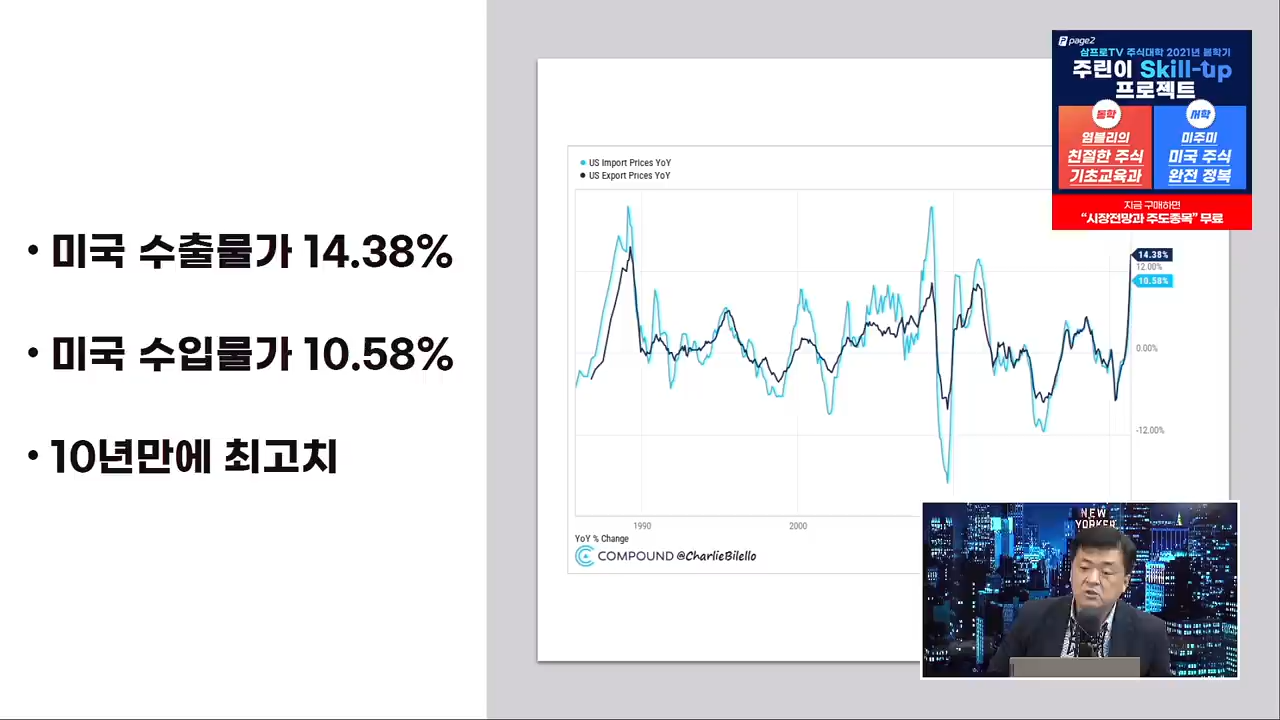 • 미국 수출물가 14.38%
• 미국 수입물가 10.58%
• 10년만에 최고치
US Import Prices YoY
US Export Prices YoY
14.38%
12.00%
10.58%
0.00%
-12.00%
1990
2000
YoY % Change
COMPOUND @CharlieBilello
page2
삼프로TV 주식대학 2021년 봄학기
주린이 Skill-up
프로젝트
동학
염블리의
친절한 주식
기초교육과
서학
미주미
미국 주식
완전 정복
지금 구매하면
“시장전망과 주도종목” 무료
NEW
YORKER